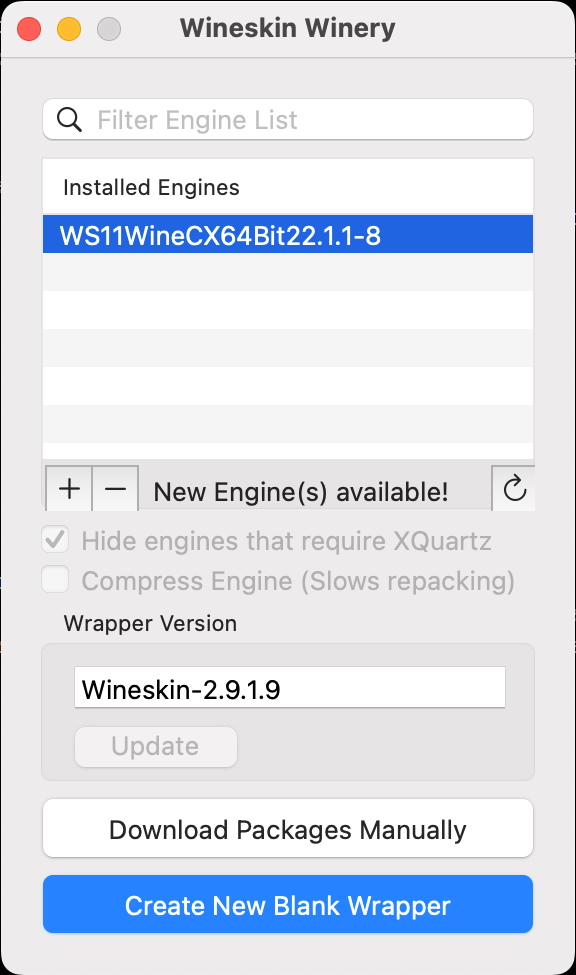 Wineskin Winery
Filter Engine List
Installed Engines
WS11WineCX64Bit22.1.1-8
New Engine(s) available!
Hide engines that require XQuartz
Compress Engine (Slows repacking)
Wrapper Version
Wineskin-2.9.1.9
Update
Download Packages Manually
Create New Blank Wrapper